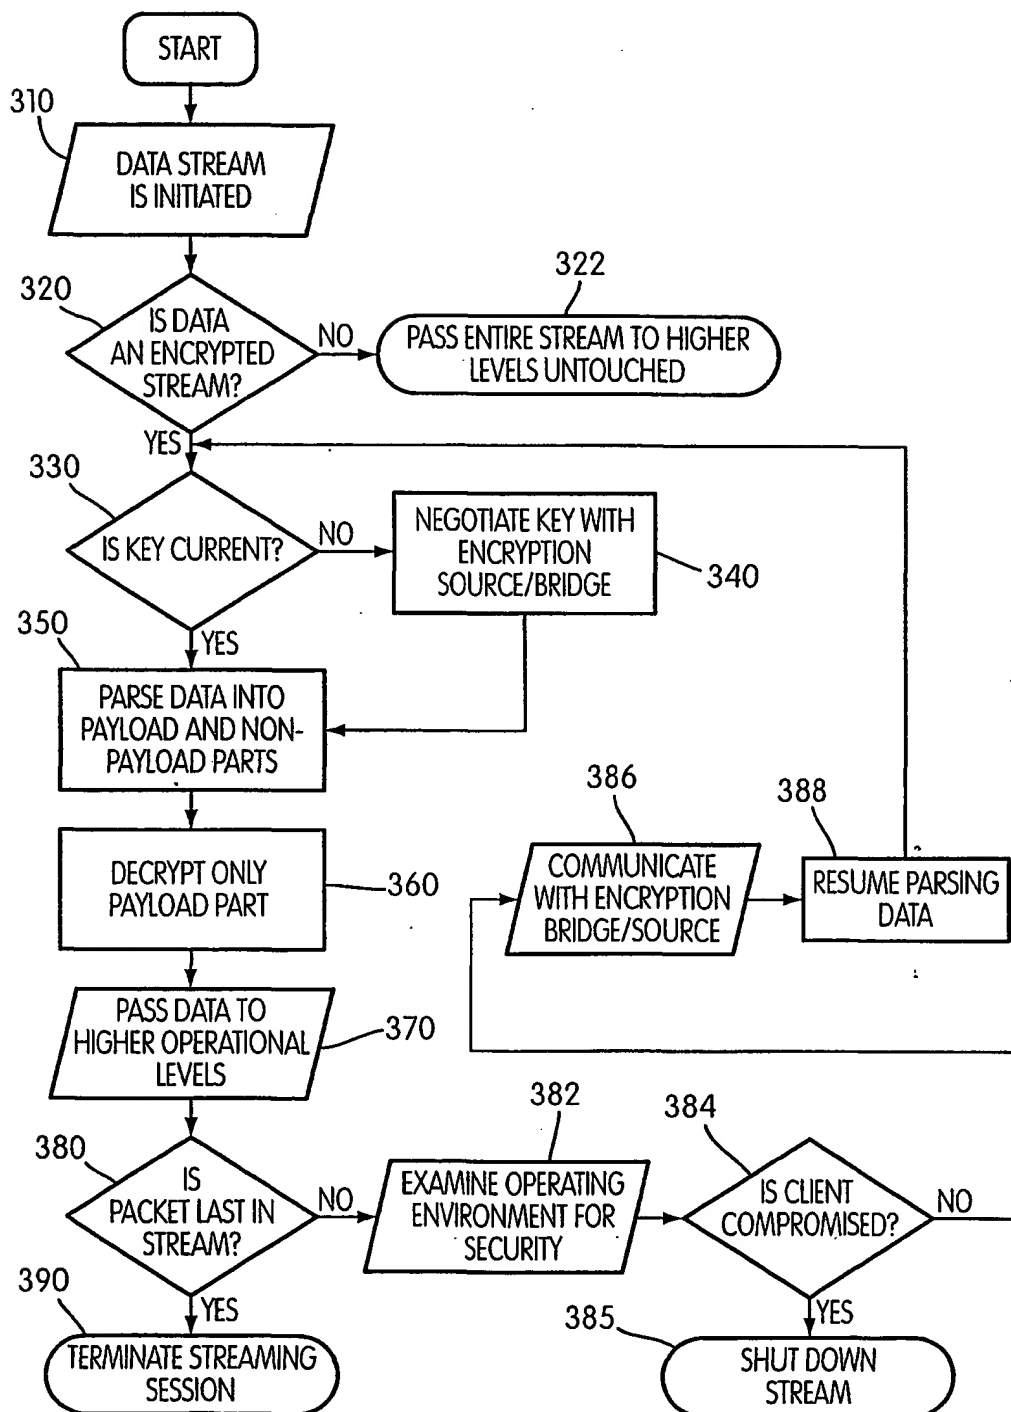 START
310
DATA STREAM
IS INITIATED
320
IS DATA
AN ENCRYPTED
STREAM?
NO
322
PASS ENTIRE STREAM TO HIGHER
LEVELS UNTOUCHED
YES
330
IS KEY CURRENT?
NO
NEGOTIATE KEY WITH
ENCRYPTION
SOURCE/BRIDGE
340
YES
350
PARSE DATA INTO
PAYLOAD AND NON-
PAYLOAD PARTS
DECRYPT ONLY
PAYLOAD PART
360
386
COMMUNICATE
WITH ENCRYPTION
BRIDGE/SOURCE
388
RESUME PARSING
DATA
PASS DATA TO
HIGHER OPERATIONAL
LEVELS
370
380
IS
PACKET LAST IN
STREAM?
NO
382
EXAMINE OPERATING
ENVIRONMENT FOR
SECURITY
384
IS CLIENT
COMPROMISED?
NO
YES
390
TERMINATE STREAMING
SESSION
YES
385
SHUT DOWN
STREAM